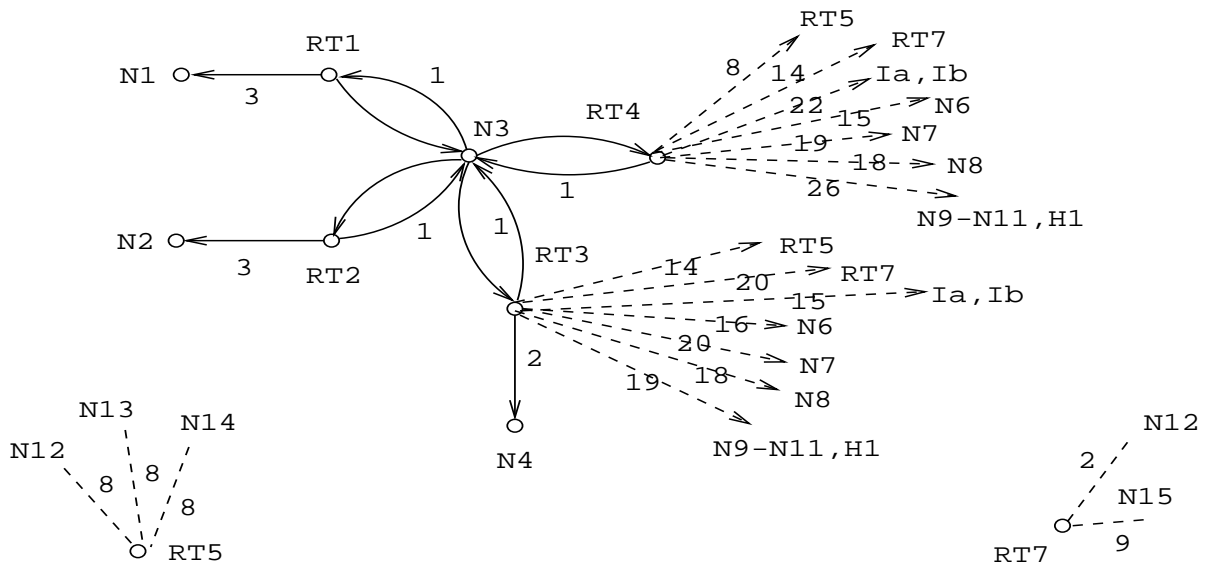 RT5
RT1
RT7
N1
1
8
14
Ia,Ib
3
22
N6
RT4
15
N3
19
N7
18
N8
1
26
N9-N11,H1
N2
1
1
RT3
RT5
3
RT2
14
RT7
20
15
Ia,Ib
16
N6
20
2
N7
19
18
N8
N13
N14
N12
N12
N4
N9-N11,H1
2
8
8
N15
8
RT5
RT7
9